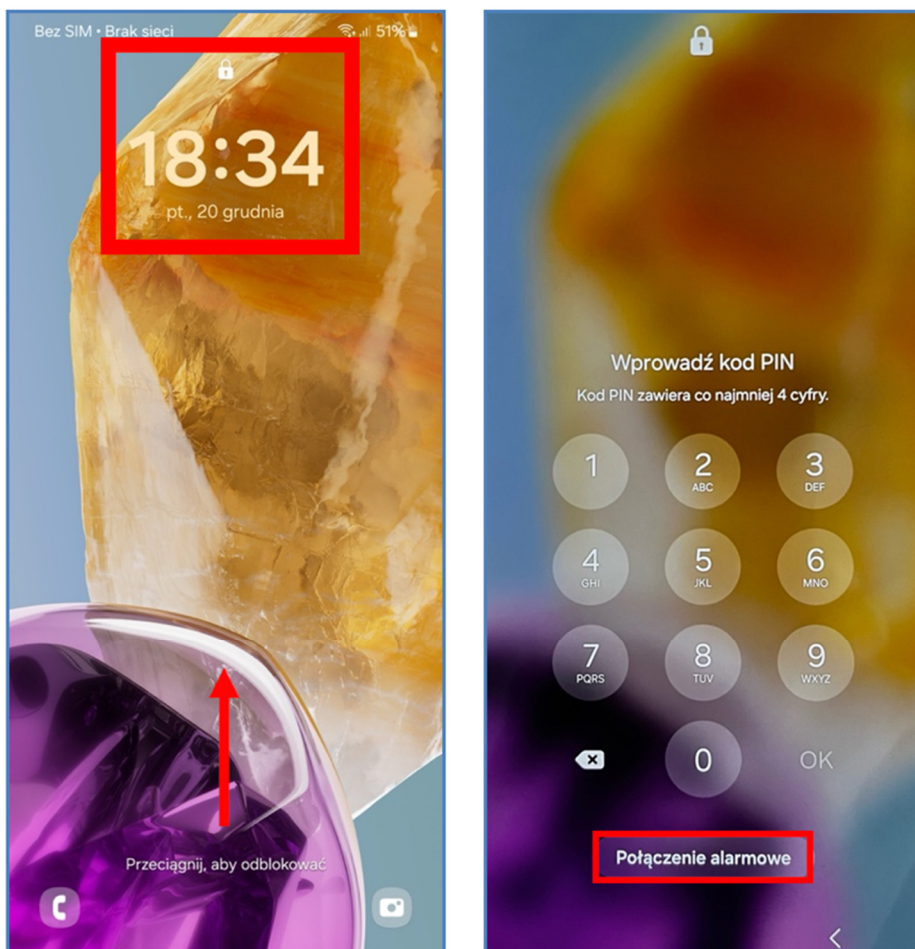 Bez SIM • Brak sieci 51%
18:34
pt., 20 grudnia
Przeciągnij, aby odblokować
Wprowadź kod PIN
Kod PIN zawiera co najmniej 4 cyfry.
1 2 3
ABC DEF
4 5 6
GHI JKL MNO
7 8 9
PQRS TUV WXYZ
0 OK
Połączenie alarmowe